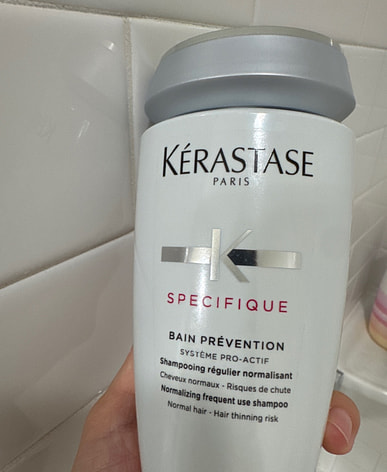 KÉRASTASE
PARIS
K
SPECIFIQUE
BAIN PRÉVENTION
SYSTÈME PRO-ACTIF
Shampooing régulier normalisant
Cheveux normaux - Risques de chute
Normalizing frequent use shampoo
Normal hair - Hair thinning risk